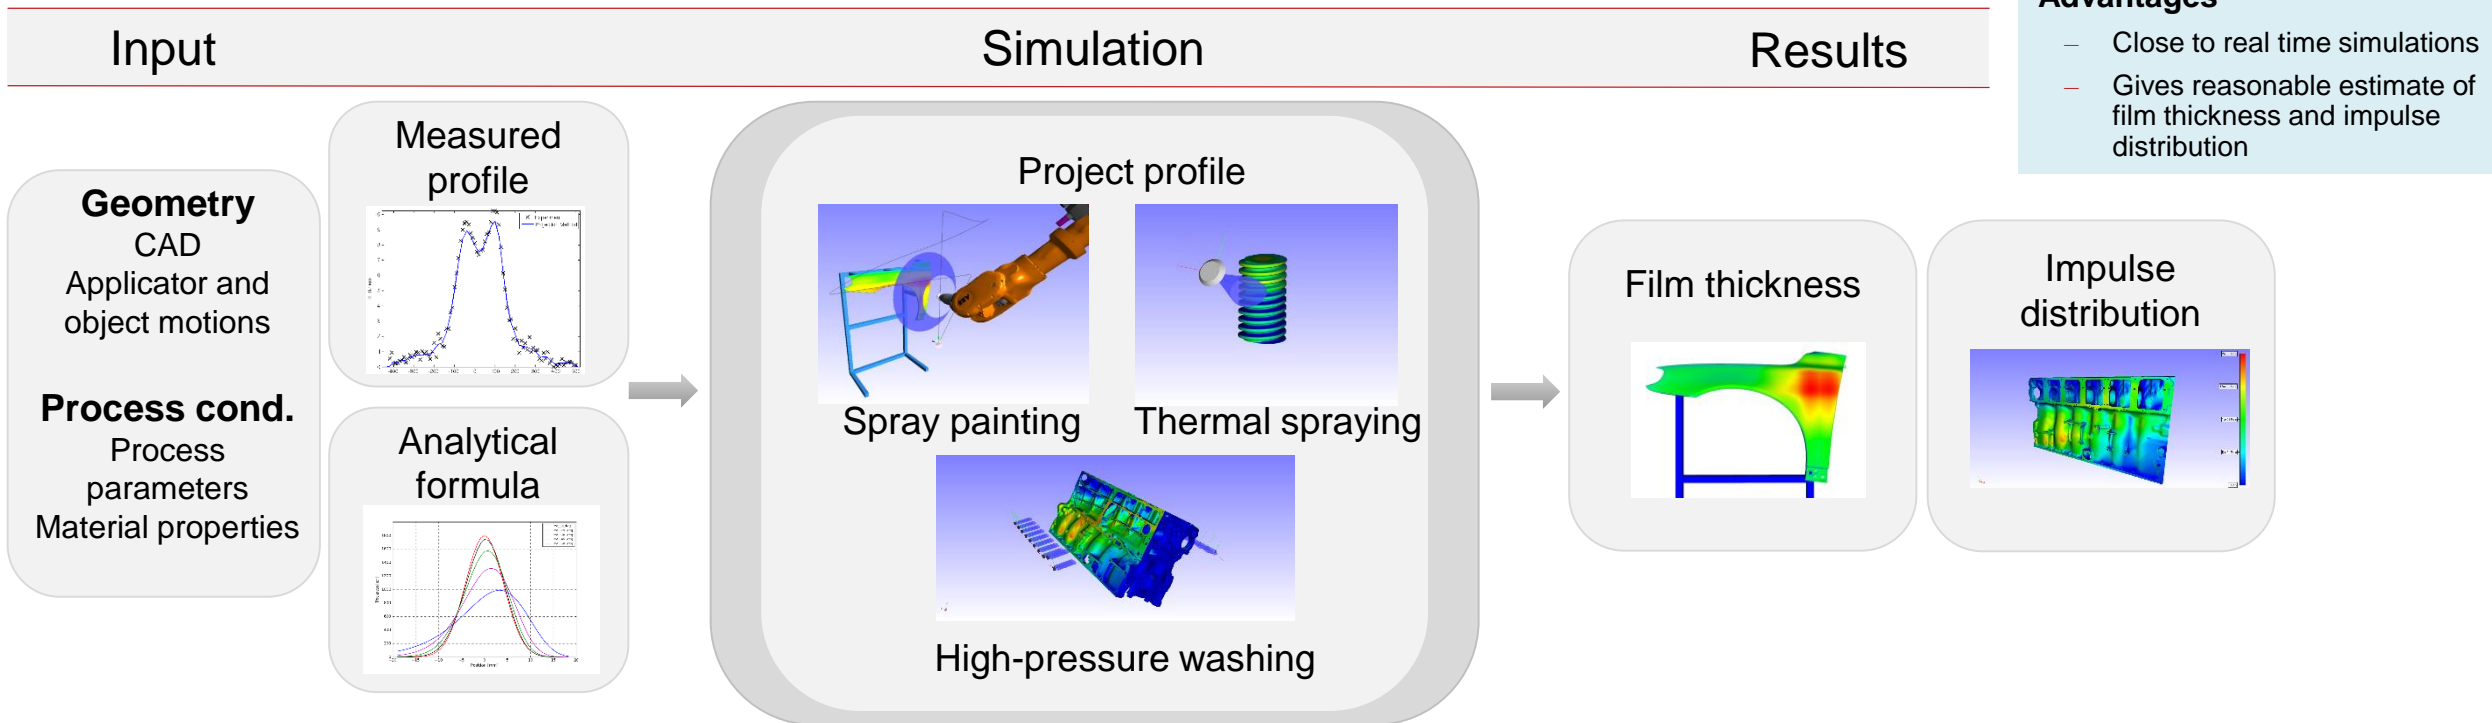 Input
Simulation
Results
Advantages
– Close to real time simulations
– Gives reasonable estimate of
film thickness and impulse
distribution
Geometry
CAD
Applicator and
object motions
Process cond.
Process
parameters
Material properties
Measured
profile
Analytical
formula
Project profile
Spray painting
Thermal spraying
High-pressure washing
Film thickness
Impulse
distribution